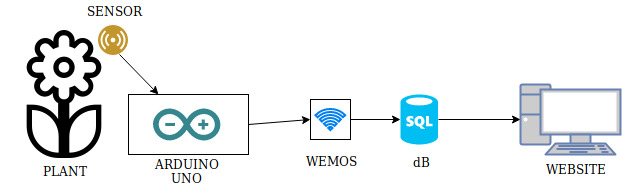 SENSOR
PLANT
ARDUINO
UNO
WEMOS
SQL
dB
WEBSITE